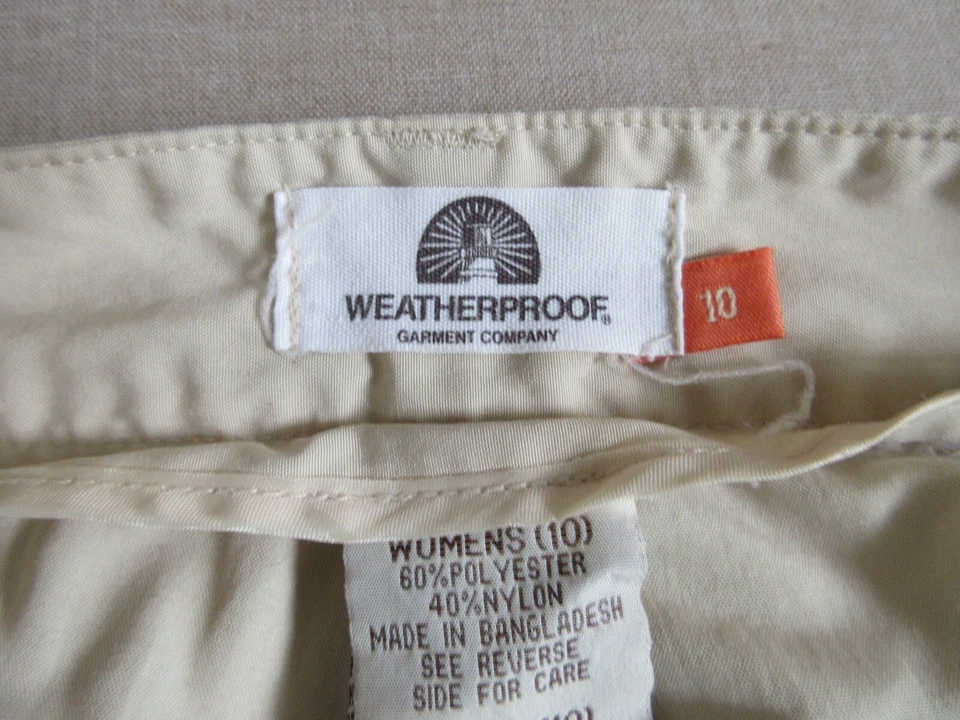 WEATHERPROOF®
GARMENT COMPANY
10
WOMENS (10)
60%POLYESTER
40%NYLON
MADE IN BANGLADESH
SEE REVERSE
SIDE FOR CARE